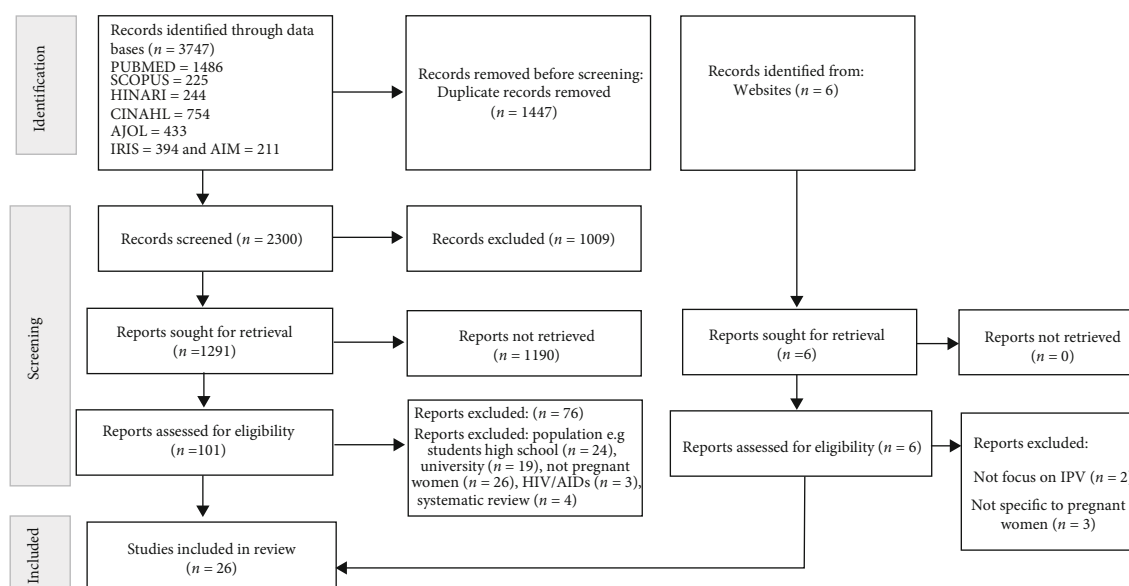 Identification
Records identified through data
bases (n = 3747)
PUBMED = 1486
SCOPUS = 225
HINARI = 244
CINAHL = 754
AJOL = 433
IRIS = 394 and AIM = 211
Records removed before screening:
Duplicate records removed
(n = 1447)
Records identified from:
Websites (n = 6)
Screening
Records screened (n = 2300)
Records excluded (n = 1009)
Reports sought for retrieval
(n =1291)
Reports not retrieved
(n = 1190)
Reports sought for retrieval
(n =6)
Reports not retrieved
(n = 0)
Reports assessed for eligibility
(n =101)
Reports excluded: (n = 76)
Reports excluded: population e.g
students high school (n = 24),
university (n = 19), not pregnant
women (n = 26), HIV/AIDs (n = 3),
systematic review (n = 4)
Reports assessed for eligibility (n = 6)
Reports excluded:
Not focus on IPV (n = 2)
Not specific to pregnant
women (n = 3)
Included
Studies included in review
(n = 26)